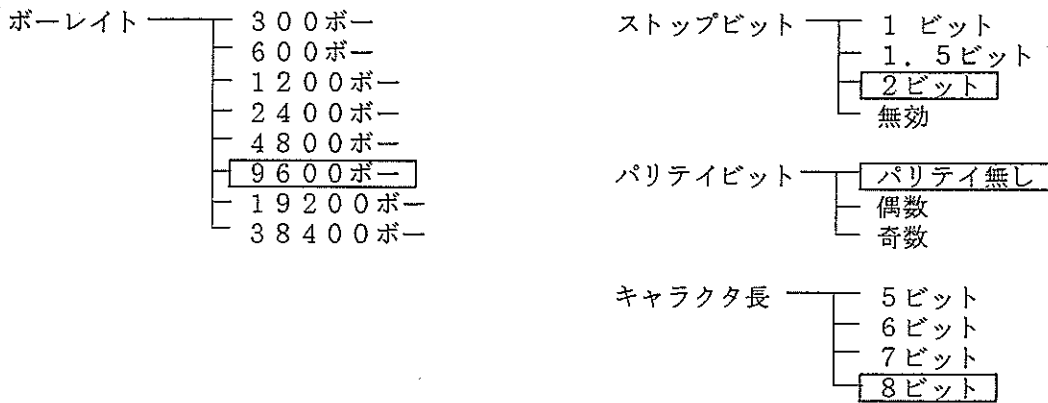 ボーレイト
300ボー
600ボー
1200ボー
2400ボー
4800ボー
9600ボー
19200ボー
38400ボー
ストップビット
1 ビット
1.5ビット
2ビット
無効
パリテイビット
パリテイ無し
偶数
奇数
キャラクタ長
5ビット
6ビット
7ビット
8ビット